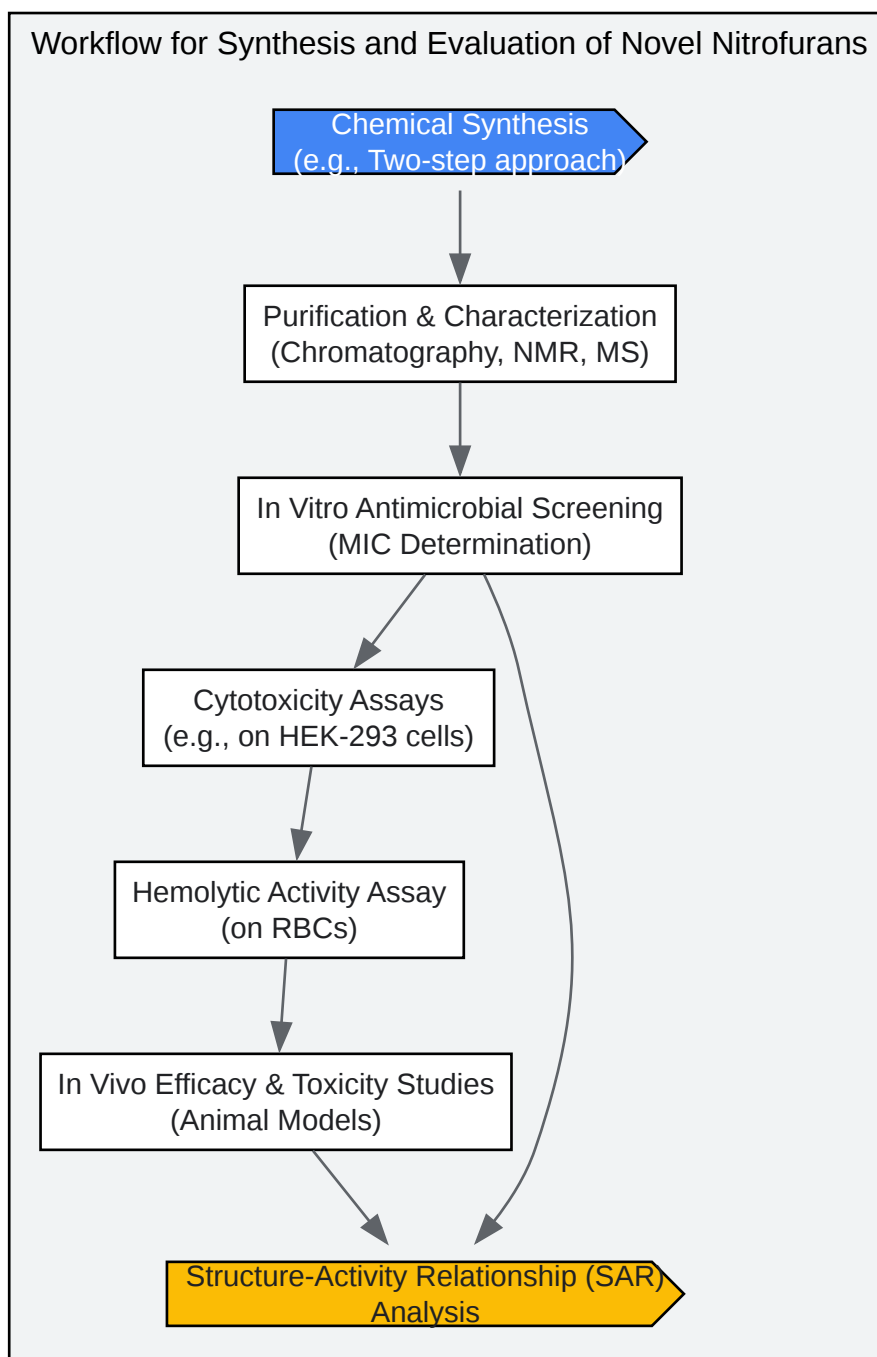 Workflow for Synthesis and Evaluation of Novel Nitrofurans
Chemical Synthesis
(e.g., Two-step approach)
Purification & Characterization
(Chromatography, NMR, MS)
In Vitro Antimicrobial Screening
(MIC Determination)
Cytotoxicity Assays
(e.g., on HEK-293 cells)
Hemolytic Activity Assay
(on RBCs)
In Vivo Efficacy & Toxicity Studies
(Animal Models)
Structure-Activity Relationship (SAR)
Analysis